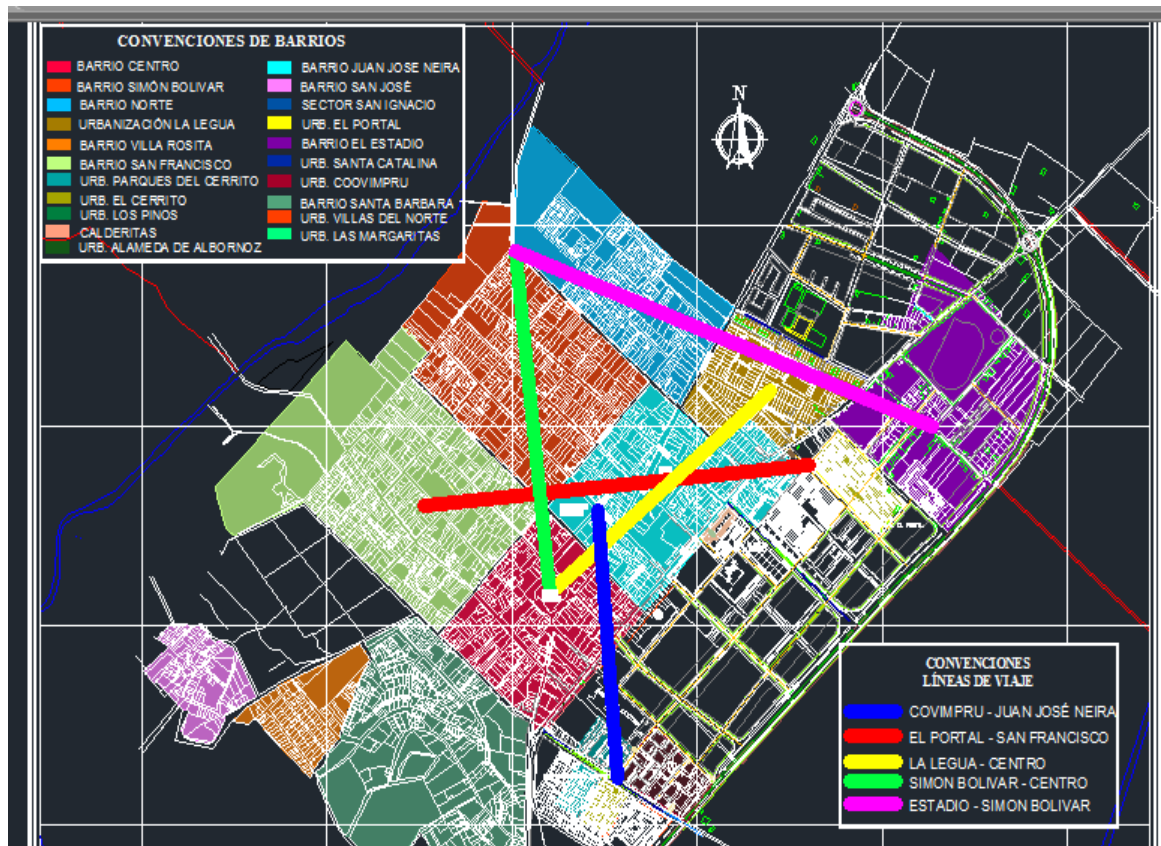 CONVENCIONES DE BARRIOS
BARRIO CENTRO
BARRIO SIMÓN BOLIVAR
BARRIO NORTE
URBANIZACIÓN LA LEGUA
BARRIO VILLA ROSITA
BARRIO SAN FRANCISCO
URB. PARQUES DEL CERRITO
URB. EL CERRITO
URB. LOS PINOS
CALDERITAS
URB. ALAMEDA DE ALBORNOZ
BARRIO JUAN JOSE NEIRA
BARRIO SAN JOSÉ
SECTOR SAN IGNACIO
URB. EL PORTAL
BARRIO EL ESTADIO
URB. SANTA CATALINA
URB. COOVIMPRU
BARRIO SANTA BARBARA
URB. VILLAS DEL NORTE
URB. LAS MARGARITAS
N
CONVENCIONES
LÍNEAS DE VIAJE
COVIMPRU - JUAN JOSÉ NEIRA
EL PORTAL - SAN FRANCISCO
LA LEGUA - CENTRO
SIMON BOLIVAR - CENTRO
ESTADIO - SIMON BOLIVAR